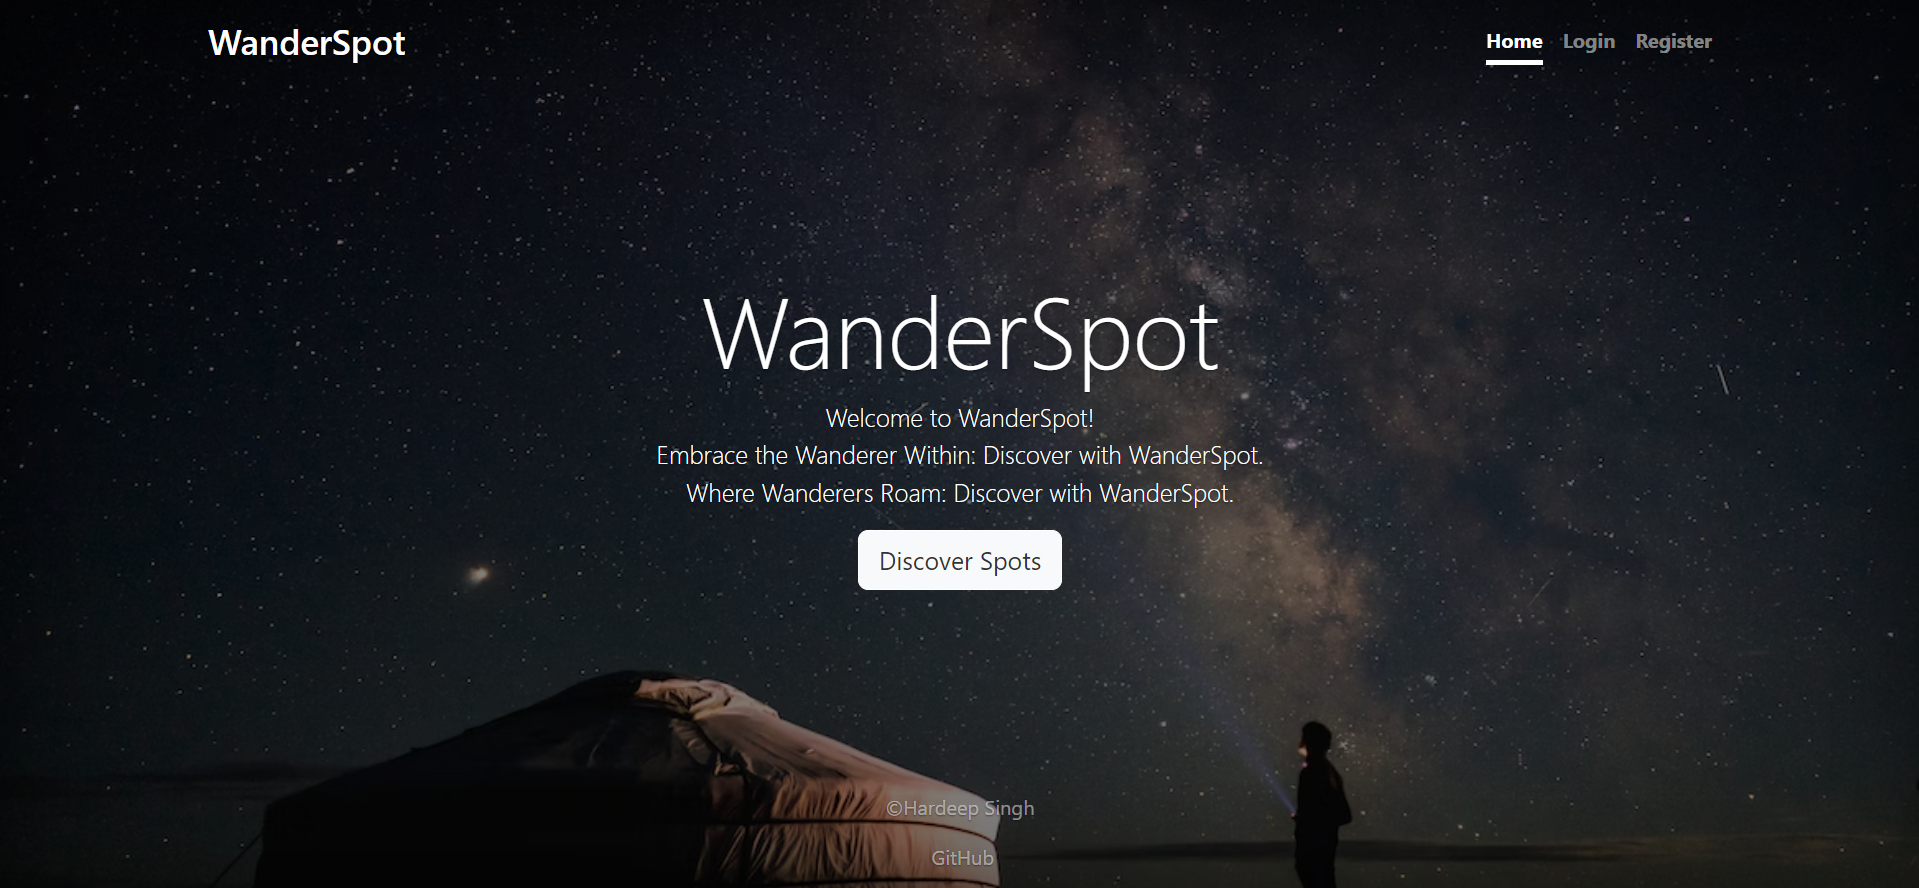 WanderSpot
Home Login Register
WanderSpot
Welcome to WanderSpot!
Embrace the Wanderer Within: Discover with WanderSpot.
Where Wanderers Roam: Discover with WanderSpot.
Discover Spots
©Hardeep Singh
GitHub